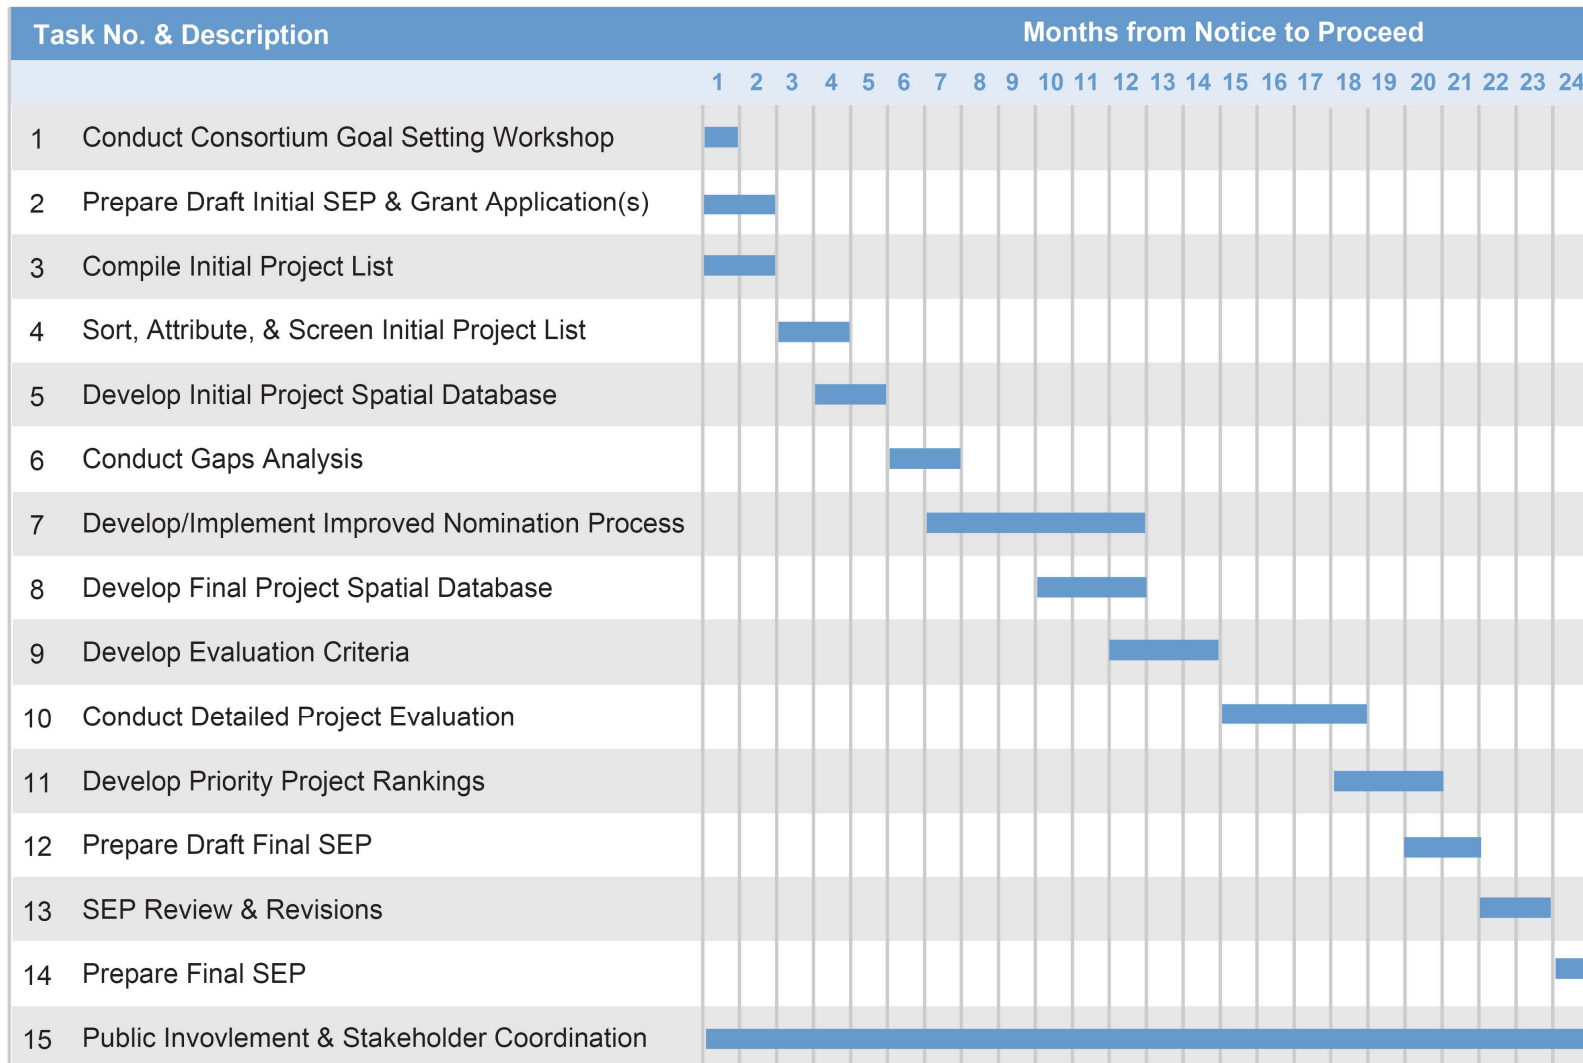 Task No. & Description Months from Notice to Proceed
1 2 3 4 5 6 7 8 9 10 11 12 13 14 15 16 17 18 19 20 21 22 23 24
1 Conduct Consortium Goal Setting Workshop
2 Prepare Draft Initial SEP & Grant Application(s)
3 Compile Initial Project List
4 Sort, Attribute, & Screen Initial Project List
5 Develop Initial Project Spatial Database
6 Conduct Gaps Analysis
7 Develop/Implement Improved Nomination Process
8 Develop Final Project Spatial Database
9 Develop Evaluation Criteria
10 Conduct Detailed Project Evaluation
11 Develop Priority Project Rankings
12 Prepare Draft Final SEP
13 SEP Review & Revisions
14 Prepare Final SEP
15 Public Invovlement & Stakeholder Coordination